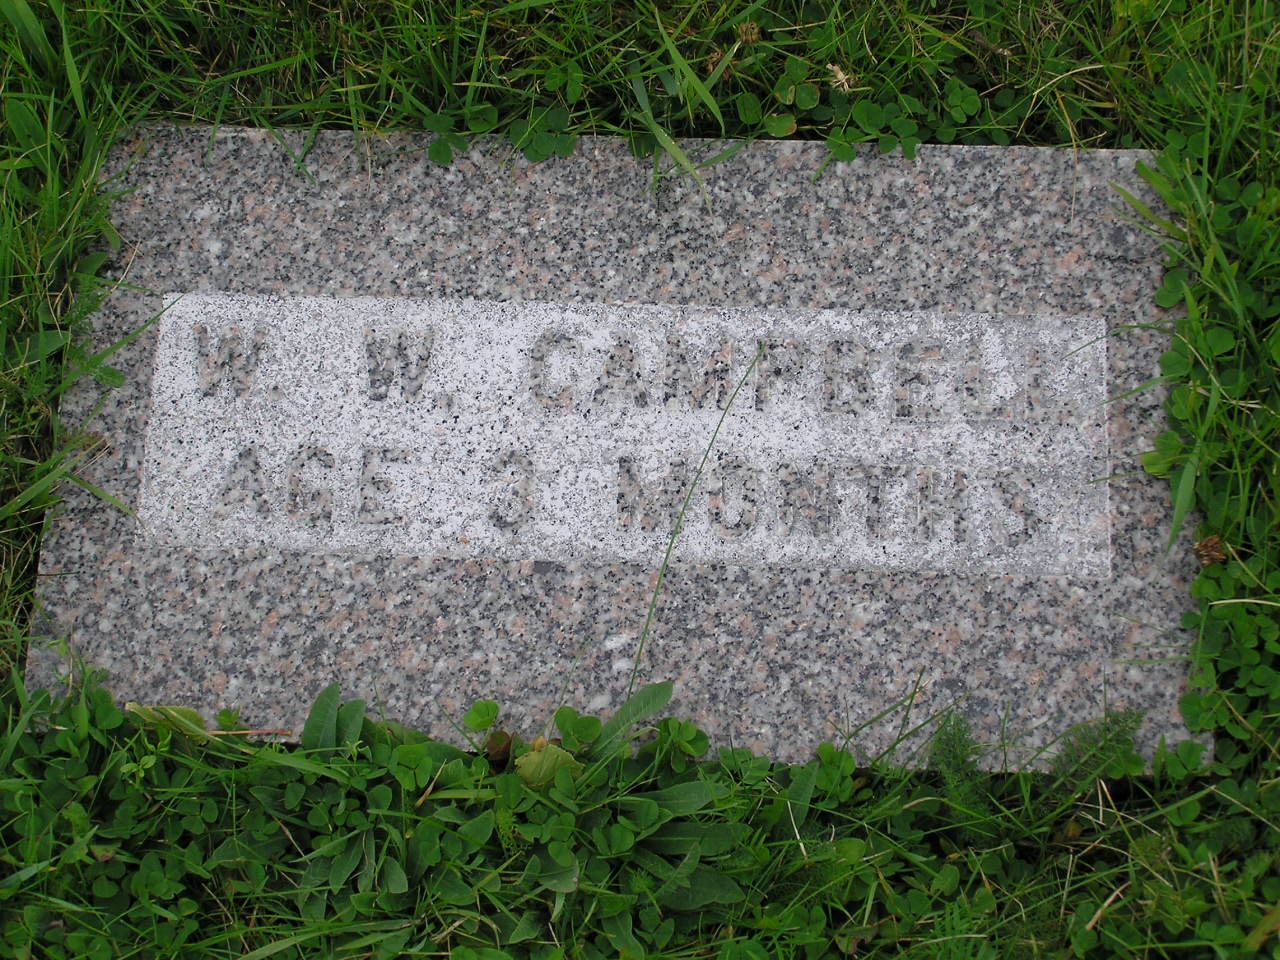 W. W. CAMPBELL
AGE 3 MONTHS